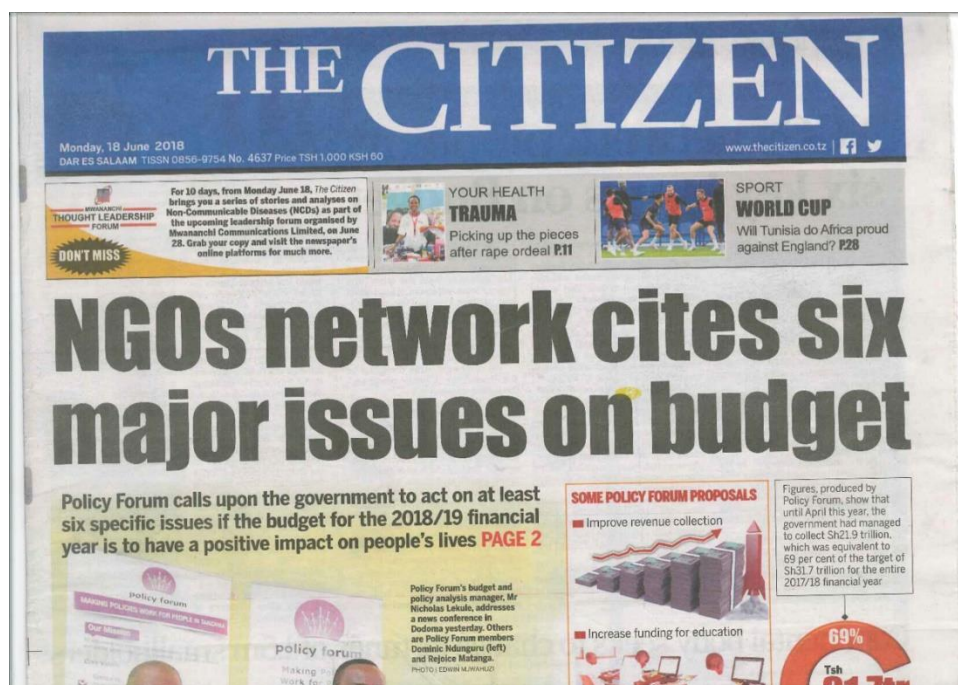 THE CITIZEN
Monday, 18 June 2018
DAR ES SALAAM TISSN 0856-9754 No. 4637 Price TSH 1,000 KSH 60
www.thecitizen.co.tz
MWANANCHI
THOUGHT LEADERSHIP
FORUM
DON'T MISS
For 10 days, from Monday June 18, The Citizen
brings you a series of stories and analyses on
Non-Communicable Diseases (NCDs) as part of
the upcoming leadership forum organised by
Mwananchi Communications Limited, on June
28. Grab your copy and visit the newspaper's
online platforms for much more.
YOUR HEALTH
TRAUMA
Picking up the pieces
after rape ordeal P.11
SPORT
WORLD CUP
Will Tunisia do Africa proud
against England? P.28
NGOs network cites six
major issues on budget
Policy Forum calls upon the government to act on at least
six specific issues if the budget for the 2018/19 financial
year is to have a positive impact on people's lives PAGE 2
policy forum
MAKING POLICIES WORK FOR PEOPLE IN TANZANIA
Our Mission
policy forum
Making
work for
Policy Forum's budget and
policy analysis manager, Mr
Nicholas Lekule, addresses
a news conference in
Dodoma yesterday. Others
are Policy Forum members
Dominic Ndunguru (left)
and Rejoice Matanga.
PHOTO | EDWIN MJWAHUZI
SOME POLICY FORUM PROPOSALS
Improve revenue collection
Increase funding for education
Figures, produced by
Policy Forum, show that
until April this year, the
government had managed
to collect Sh21.9 trillion,
which was equivalent to
69 per cent of the target of
Sh31.7 trillion for the entire
2017/18 financial year
69%
Tsh